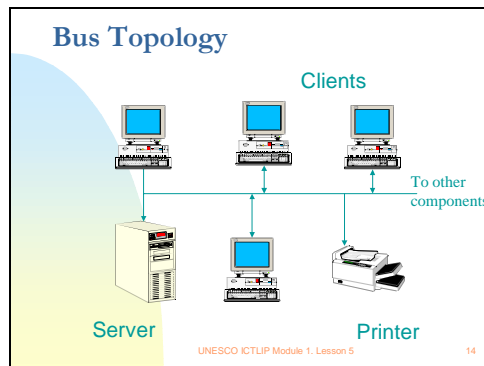 Bus Topology
Clients
To other
components
Server
Printer
UNESCO ICTLIP Module 1. Lesson 5
14